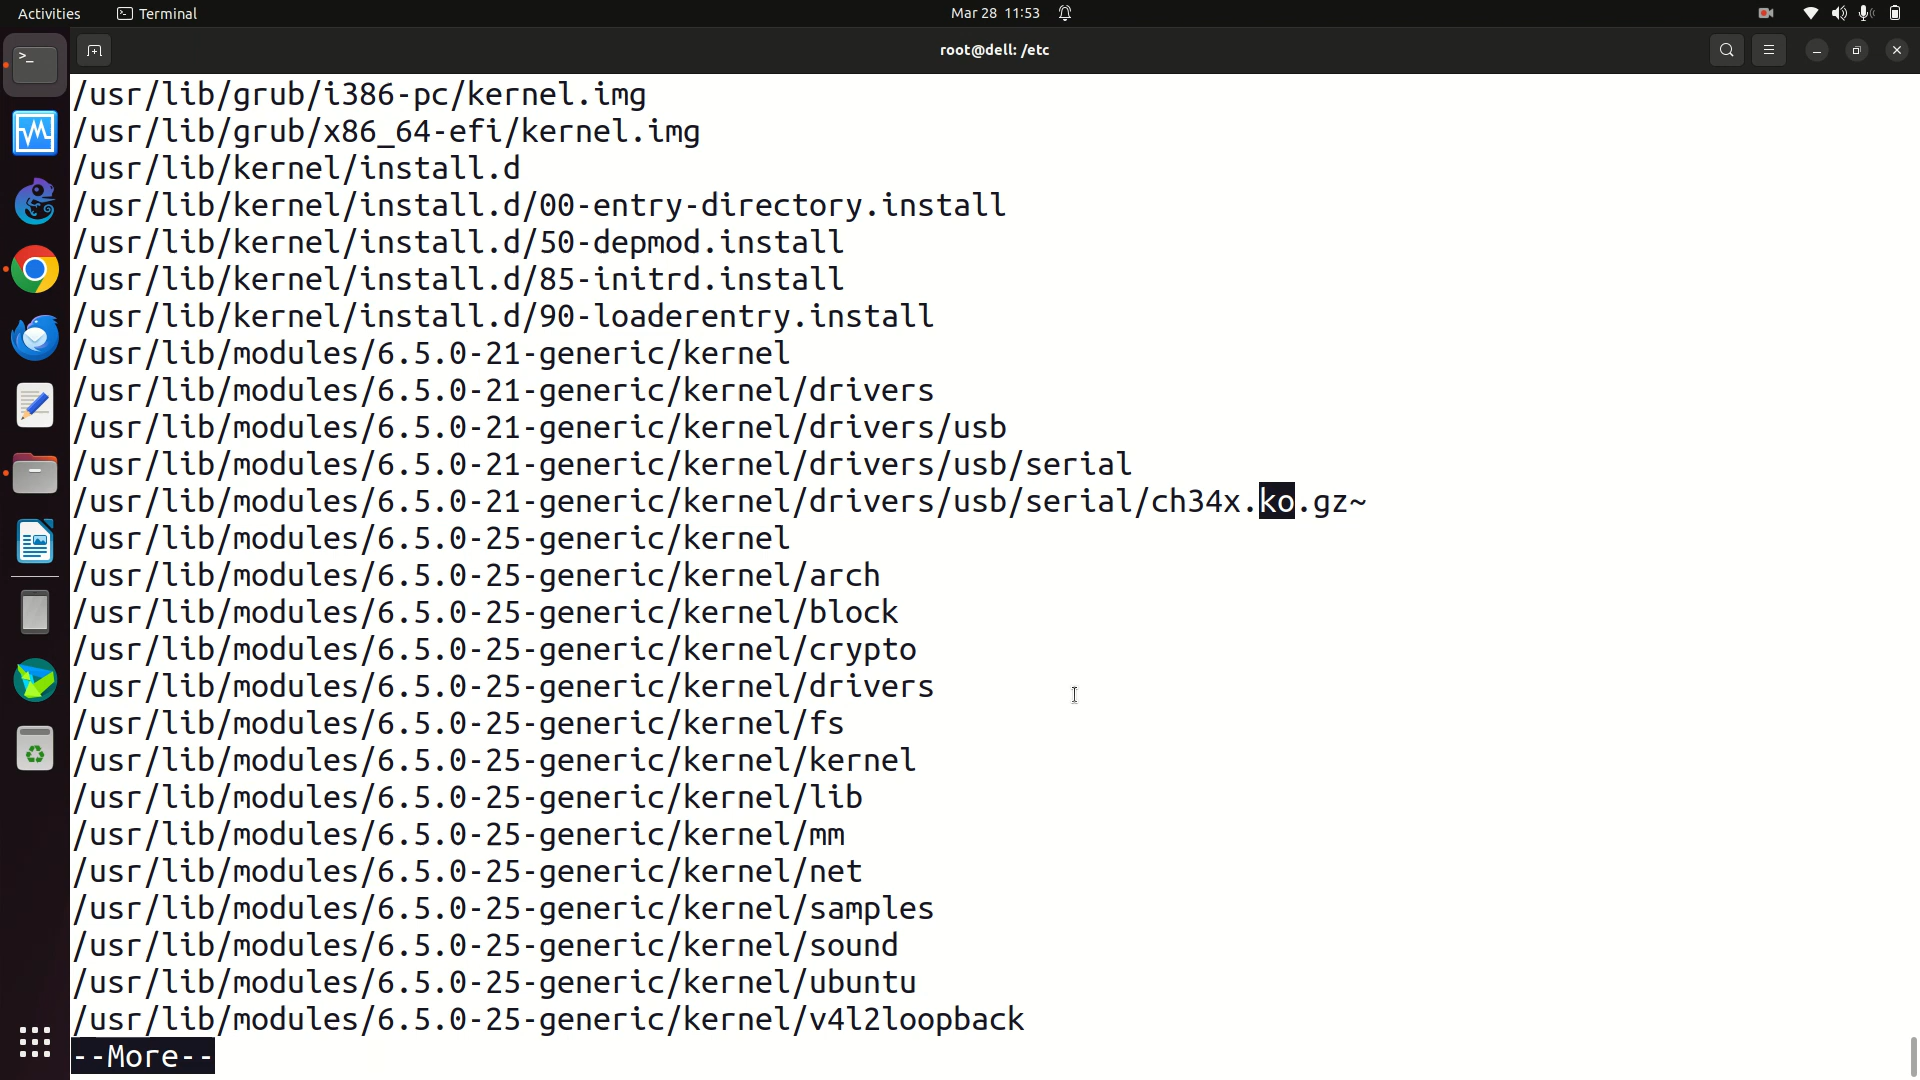 Activities
Terminal
Mar 28 11:53
root@dell: /etc
/usr/lib/grub/i386-pc/kernel.img
/usr/lib/grub/x86_64-efi/kernel.img
/usr/lib/kernel/install.d
/usr/lib/kernel/install.d/00-entry-directory.install
/usr/lib/kernel/install.d/50-depmod.install
/usr/lib/kernel/install.d/85-initrd.install
/usr/lib/kernel/install.d/90-loaderentry.install
/usr/lib/modules/6.5.0-21-generic/kernel
/usr/lib/modules/6.5.0-21-generic/kernel/drivers
/usr/lib/modules/6.5.0-21-generic/kernel/drivers/usb
/usr/lib/modules/6.5.0-21-generic/kernel/drivers/usb/serial
/usr/lib/modules/6.5.0-21-generic/kernel/drivers/usb/serial/ch34x.ko.gz~
/usr/lib/modules/6.5.0-25-generic/kernel
/usr/lib/modules/6.5.0-25-generic/kernel/arch
/usr/lib/modules/6.5.0-25-generic/kernel/block
/usr/lib/modules/6.5.0-25-generic/kernel/crypto
/usr/lib/modules/6.5.0-25-generic/kernel/drivers
/usr/lib/modules/6.5.0-25-generic/kernel/fs
/usr/lib/modules/6.5.0-25-generic/kernel/kernel
/usr/lib/modules/6.5.0-25-generic/kernel/lib
/usr/lib/modules/6.5.0-25-generic/kernel/mm
/usr/lib/modules/6.5.0-25-generic/kernel/net
/usr/lib/modules/6.5.0-25-generic/kernel/samples
/usr/lib/modules/6.5.0-25-generic/kernel/sound
/usr/lib/modules/6.5.0-25-generic/kernel/ubuntu
/usr/lib/modules/6.5.0-25-generic/kernel/v4l2loopback
--More--